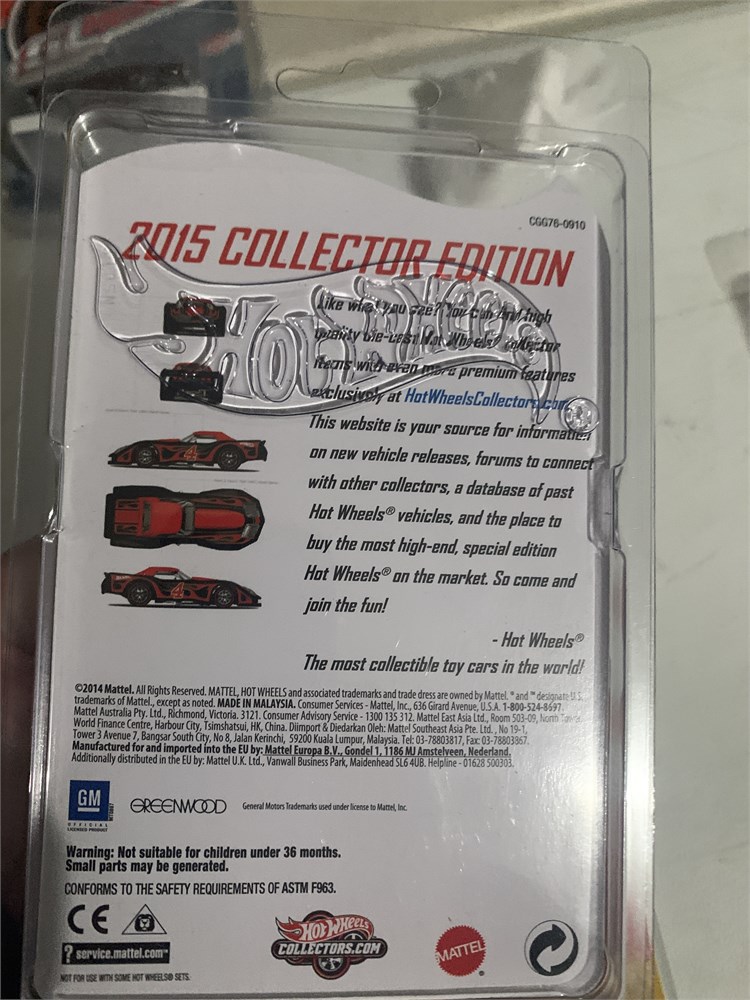 CGG76-0910
2015 COLLECTOR EDITION
HOT WHEELS
Like what you see? You can find high
quality die-cast Hot Wheels® collector
items with even more premium features
exclusively at HotWheelsCollectors.com.
This website is your source for information
on new vehicle releases, forums to connect
with other collectors, a database of past
Hot Wheels® vehicles, and the place to
buy the most high-end, special edition
Hot Wheels® on the market. So come and
join the fun!
- Hot Wheels®
The most collectible toy cars in the world!
©2014 Mattel. All Rights Reserved. MATTEL, HOT WHEELS and associated trademarks and trade dress are owned by Mattel. ® and ™ designate U.S.
trademarks of Mattel., except as noted. MADE IN MALAYSIA. Consumer Services - Mattel, Inc., 636 Girard Avenue, U.S.A. 1-800-524-8697.
Mattel Australia Pty. Ltd., Richmond, Victoria. 3121. Consumer Advisory Service - 1300 135 312. Mattel East Asia Ltd., Room 503-09, North Tower,
World Finance Centre, Harbour City, Tsimshatsui, HK, China. Diimport & Diedarkan Oleh: Mattel Southeast Asia Pte. Ltd., No 19-1,
Tower 3 Avenue 7, Bangsar South City, No 8, Jalan Kerinchi, 59200 Kuala Lumpur, Malaysia. Tel: 03-78803817, Fax: 03-78803867.
Manufactured for and imported into the EU by: Mattel Europa B.V., Gondel 1, 1186 MJ Amstelveen, Nederland.
Additionally distributed in the EU by: Mattel U.K. Ltd., Vanwall Business Park, Maidenhead SL6 4UB. Helpline - 01628 500303.
GM
OFFICIAL
LICENSED PRODUCT
GREENWOOD
General Motors Trademarks used under license to Mattel, Inc.
Warning: Not suitable for children under 36 months.
Small parts may be generated.
CONFORMS TO THE SAFETY REQUIREMENTS OF ASTM F963.
CE
? service.mattel.com™
HOT WHEELS
COLLECTORS.COM
MATTEL®
NOT FOR USE WITH SOME HOT WHEELS® SETS.